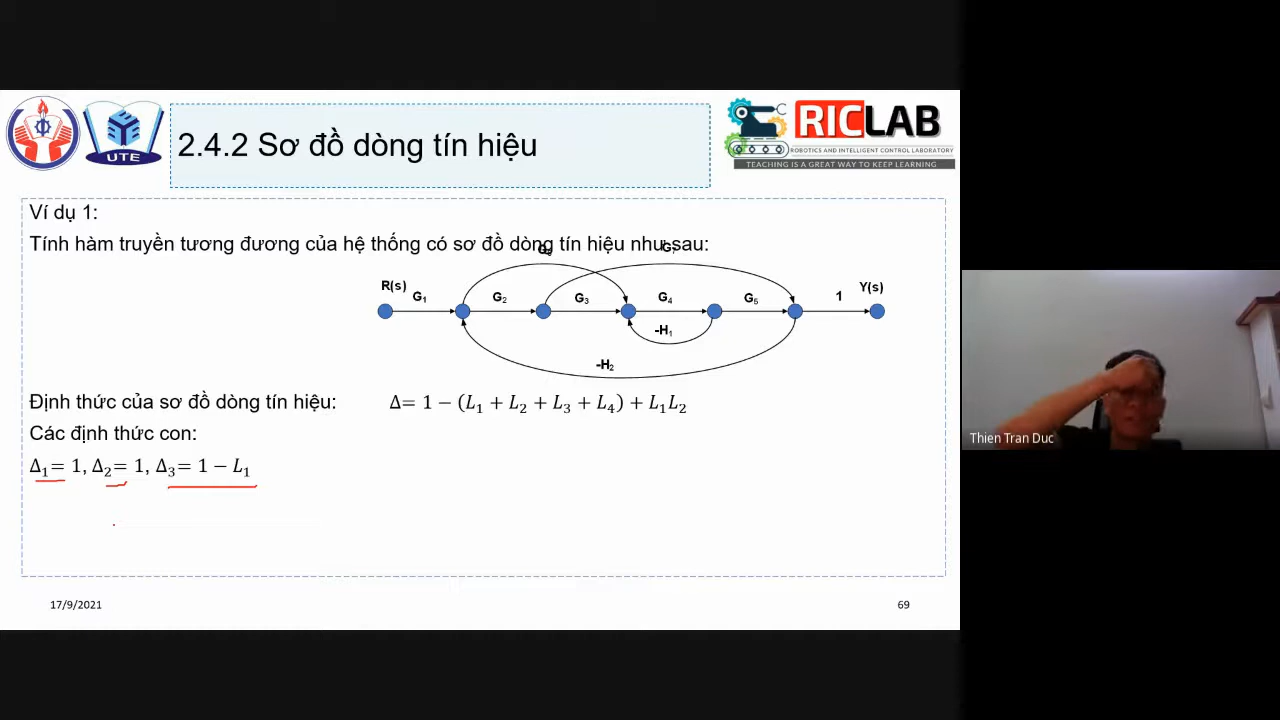 UTE
2.4.2 Sơ đồ dòng tín hiệu
RICLAB
ROBOTICS AND INTELLIGENT CONTROL LABORATORY
TEACHING IS A GREAT WAY TO KEEP LEARNING
Ví dụ 1:
Tính hàm truyền tương đương của hệ thống có sơ đồ dòng tín hiệu như sau:
R(s) G₁ G₂ G₃ G₄ G₅ 1 Y(s)
-H₁
-H₂
Định thức của sơ đồ dòng tín hiệu: Δ= 1 − (L₁ + L₂ + L₃ + L₄) + L₁L₂
Các định thức con:
Δ₁= 1, Δ₂= 1, Δ₃= 1 − L₁
17/9/2021
69
Thien Tran Duc